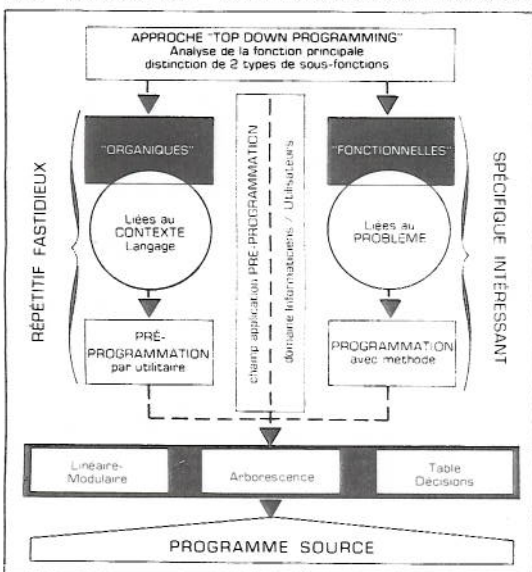 APPROCHE "TOP DOWN PROGRAMMING"
Analyse de la fonction principale
distinction de 2 types de sous-fonctions
RÉPÉTITIF FASTIDIEUX
"ORGANIQUES"
Liées au
CONTEXTE
Langage
PRÉ-
PROGRAMMATION
par utilitaire
champ application PRÉ-PROGRAMMATION
domaine Informaticiens / Utilisateurs
"FONCTIONNELLES"
Liées au
PROBLÈME
PROGRAMMATION
avec méthode
SPÉCIFIQUE INTÉRESSANT
Linéaire-
Modulaire
Arborescence
Table
Décisions
PROGRAMME SOURCE